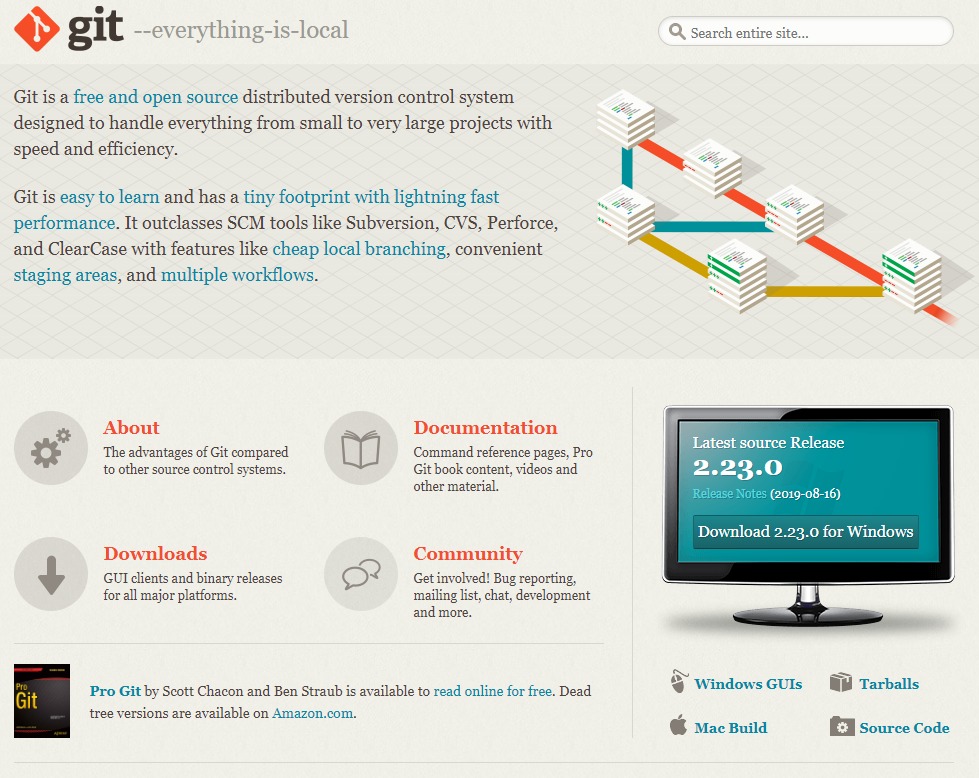 git --everything-is-local
Search entire site...
Git is a free and open source distributed version control system
designed to handle everything from small to very large projects with
speed and efficiency.
Git is easy to learn and has a tiny footprint with lightning fast
performance. It outclasses SCM tools like Subversion, CVS, Perforce,
and ClearCase with features like cheap local branching, convenient
staging areas, and multiple workflows.
About
The advantages of Git compared
to other source control systems.
Documentation
Command reference pages, Pro
Git book content, videos and
other material.
Downloads
GUI clients and binary releases
for all major platforms.
Community
Get involved! Bug reporting,
mailing list, chat, development
and more.
Pro
Git
Pro Git by Scott Chacon and Ben Straub is available to read online for free. Dead
tree versions are available on Amazon.com.
Latest source Release
2.23.0
Release Notes (2019-08-16)
Download 2.23.0 for Windows
Windows GUIs
Tarballs
Mac Build
Source Code